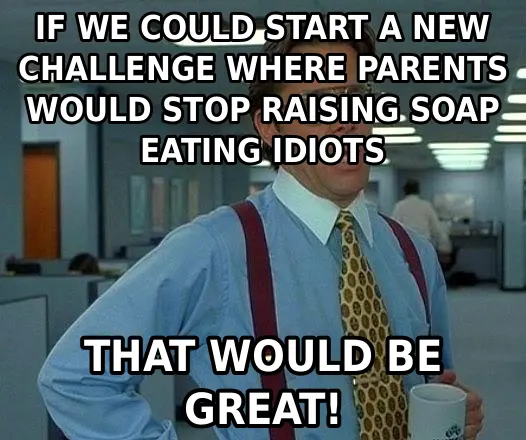 IF WE COULD START A NEW
CHALLENGE WHERE PARENTS
WOULD STOP RAISING SOAP
EATING IDIOTS
THAT WOULD BE
GREAT!